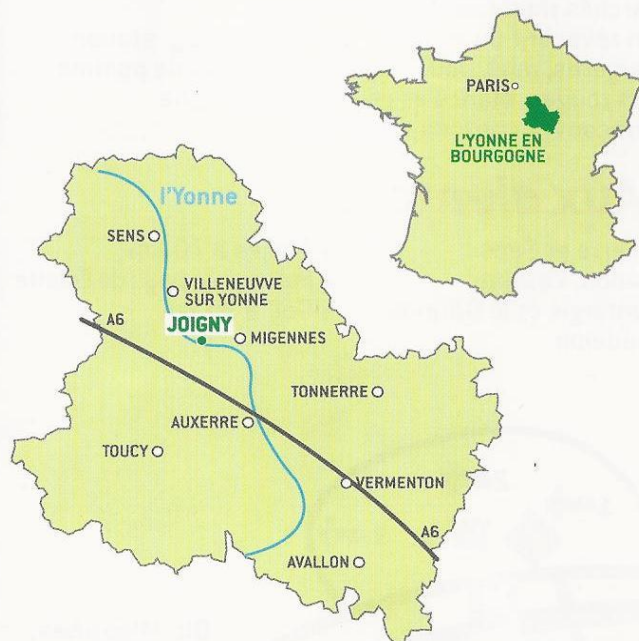 PARIS
L'YONNE EN
BOURGOGNE
l'Yonne
SENS
VILLENEUVVE
SUR YONNE
A6
JOIGNY
MIGENNES
TONNERRE
AUXERRE
TOUCY
VERMENTON
A6
AVALLON